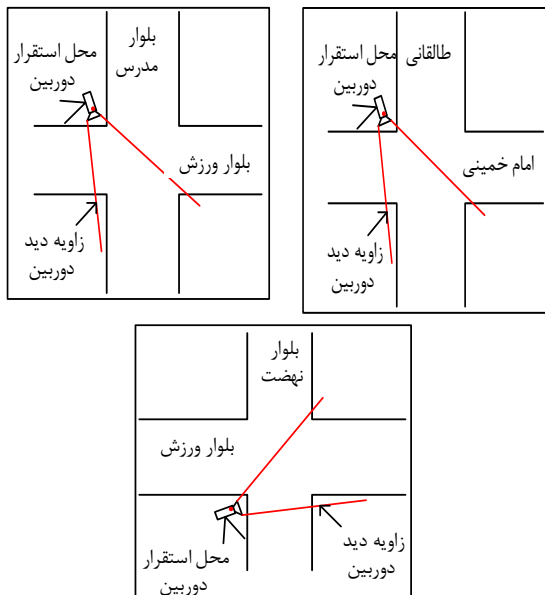 بلوار
مدرس
محل استقرار
دوربین
بلوار ورزش
زاویه دید
دوربین
طالقانی
محل استقرار
دوربین
امام خمینی
زاویه دید
دوربین
بلوار
نهضت
بلوار ورزش
زاویه دید
دوربین
محل استقرار
دوربین